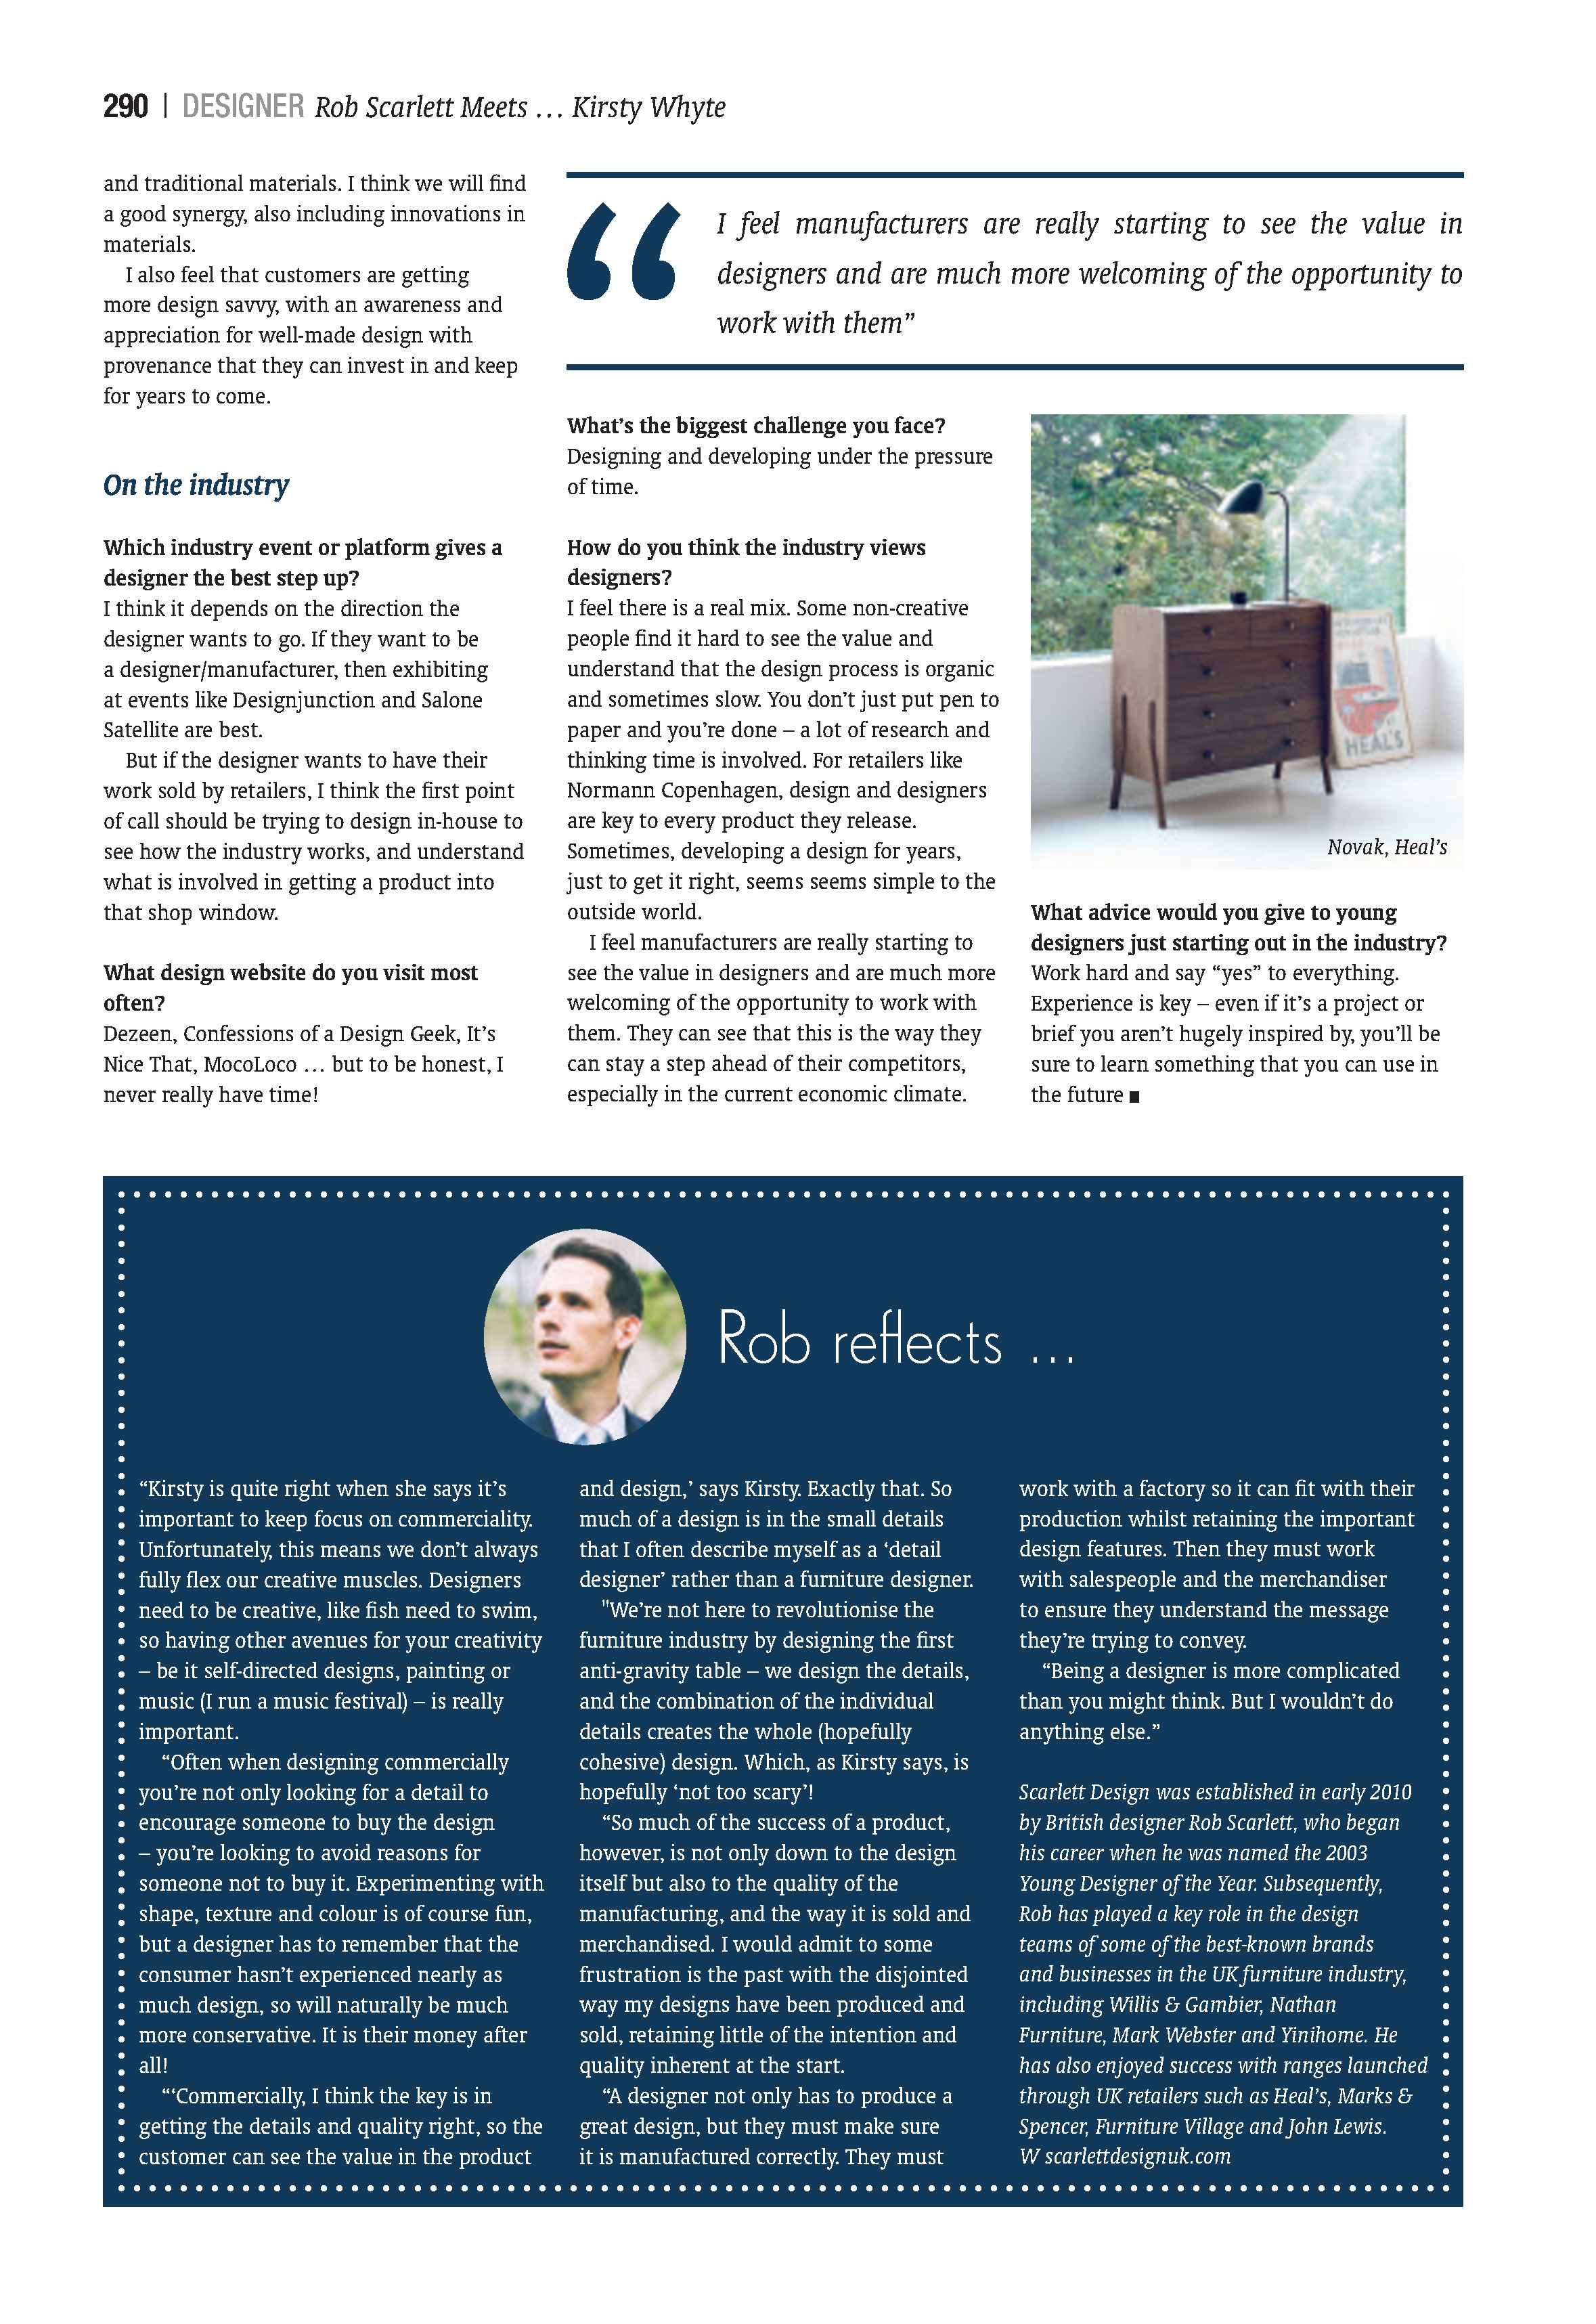 290 | DESIGNER Rob Scarlett Meets … Kirsty Whyte
and traditional materials. I think we will find
a good synergy, also including innovations in
materials.
I also feel that customers are getting
more design savvy, with an awareness and
appreciation for well-made design with
provenance that they can invest in and keep
for years to come.
On the industry
Which industry event or platform gives a
designer the best step up?
I think it depends on the direction the
designer wants to go. If they want to be
a designer/manufacturer, then exhibiting
at events like Designjunction and Salone
Satellite are best.
But if the designer wants to have their
work sold by retailers, I think the first point
of call should be trying to design in-house to
see how the industry works, and understand
what is involved in getting a product into
that shop window.
What design website do you visit most
often?
Dezeen, Confessions of a Design Geek, It’s
Nice That, MocoLoco … but to be honest, I
never really have time!
“ I feel manufacturers are really starting to see the value in
designers and are much more welcoming of the opportunity to
work with them”
What’s the biggest challenge you face?
Designing and developing under the pressure
of time.
How do you think the industry views
designers?
I feel there is a real mix. Some non-creative
people find it hard to see the value and
understand that the design process is organic
and sometimes slow. You don’t just put pen to
paper and you’re done – a lot of research and
thinking time is involved. For retailers like
Normann Copenhagen, design and designers
are key to every product they release.
Sometimes, developing a design for years,
just to get it right, seems seems simple to the
outside world.
I feel manufacturers are really starting to
see the value in designers and are much more
welcoming of the opportunity to work with
them. They can see that this is the way they
can stay a step ahead of their competitors,
especially in the current economic climate.
HEAL'S
Novak, Heal’s
What advice would you give to young
designers just starting out in the industry?
Work hard and say “yes” to everything.
Experience is key – even if it’s a project or
brief you aren’t hugely inspired by, you’ll be
sure to learn something that you can use in
the future ■
Rob reflects …
“Kirsty is quite right when she says it’s
important to keep focus on commerciality.
Unfortunately, this means we don’t always
fully flex our creative muscles. Designers
need to be creative, like fish need to swim,
so having other avenues for your creativity
– be it self-directed designs, painting or
music (I run a music festival) – is really
important.
“Often when designing commercially
you’re not only looking for a detail to
encourage someone to buy the design
– you’re looking to avoid reasons for
someone not to buy it. Experimenting with
shape, texture and colour is of course fun,
but a designer has to remember that the
consumer hasn’t experienced nearly as
much design, so will naturally be much
more conservative. It is their money after
all!
“‘Commercially, I think the key is in
getting the details and quality right, so the
customer can see the value in the product
and design,’ says Kirsty. Exactly that. So
much of a design is in the small details
that I often describe myself as a ‘detail
designer’ rather than a furniture designer.
"We’re not here to revolutionise the
furniture industry by designing the first
anti-gravity table – we design the details,
and the combination of the individual
details creates the whole (hopefully
cohesive) design. Which, as Kirsty says, is
hopefully ‘not too scary’!
“So much of the success of a product,
however, is not only down to the design
itself but also to the quality of the
manufacturing, and the way it is sold and
merchandised. I would admit to some
frustration is the past with the disjointed
way my designs have been produced and
sold, retaining little of the intention and
quality inherent at the start.
“A designer not only has to produce a
great design, but they must make sure
it is manufactured correctly. They must
work with a factory so it can fit with their
production whilst retaining the important
design features. Then they must work
with salespeople and the merchandiser
to ensure they understand the message
they’re trying to convey.
“Being a designer is more complicated
than you might think. But I wouldn’t do
anything else.”
Scarlett Design was established in early 2010
by British designer Rob Scarlett, who began
his career when he was named the 2003
Young Designer of the Year. Subsequently,
Rob has played a key role in the design
teams of some of the best-known brands
and businesses in the UK furniture industry,
including Willis & Gambier, Nathan
Furniture, Mark Webster and Yinihome. He
has also enjoyed success with ranges launched
through UK retailers such as Heal’s, Marks &
Spencer, Furniture Village and John Lewis.
W scarlettdesignuk.com